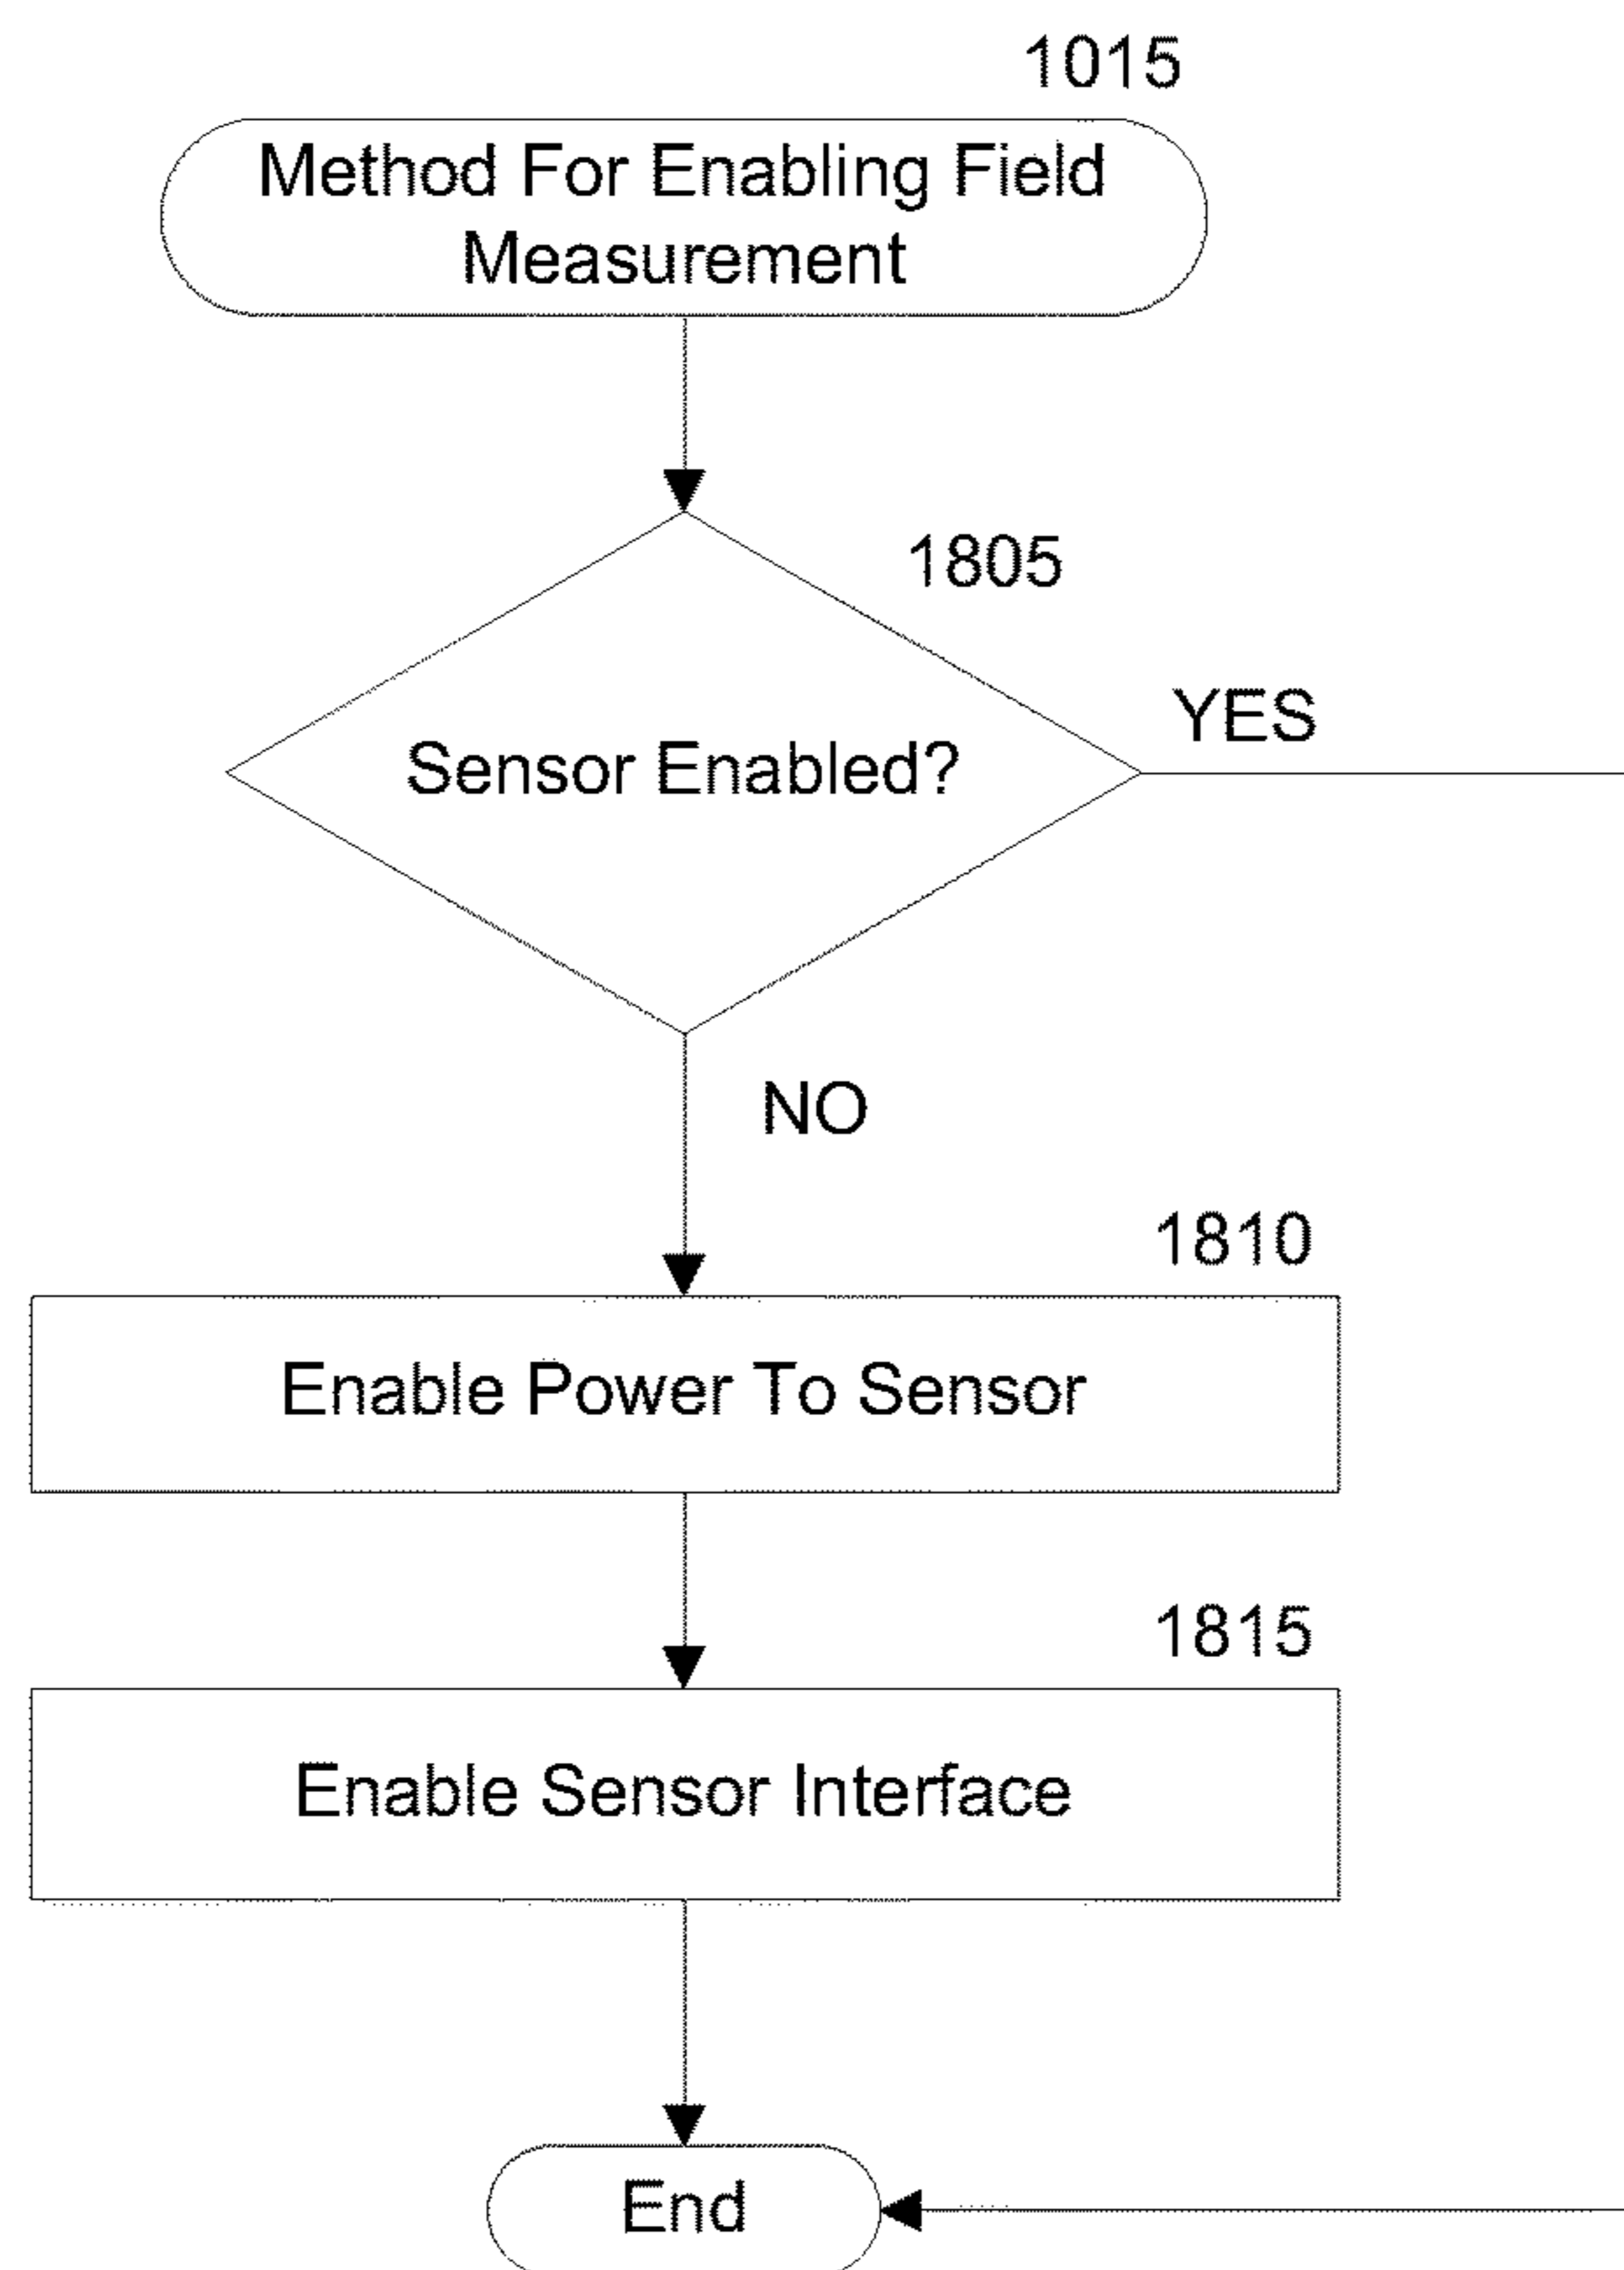 1015
Method For Enabling Field
Measurement
1805
Sensor Enabled?
YES
NO
1810
Enable Power To Sensor
1815
Enable Sensor Interface
End